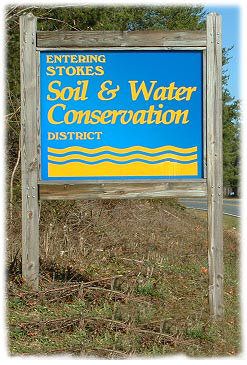 ENTERING
STOKES
Soil & Water
Conservation
DISTRICT